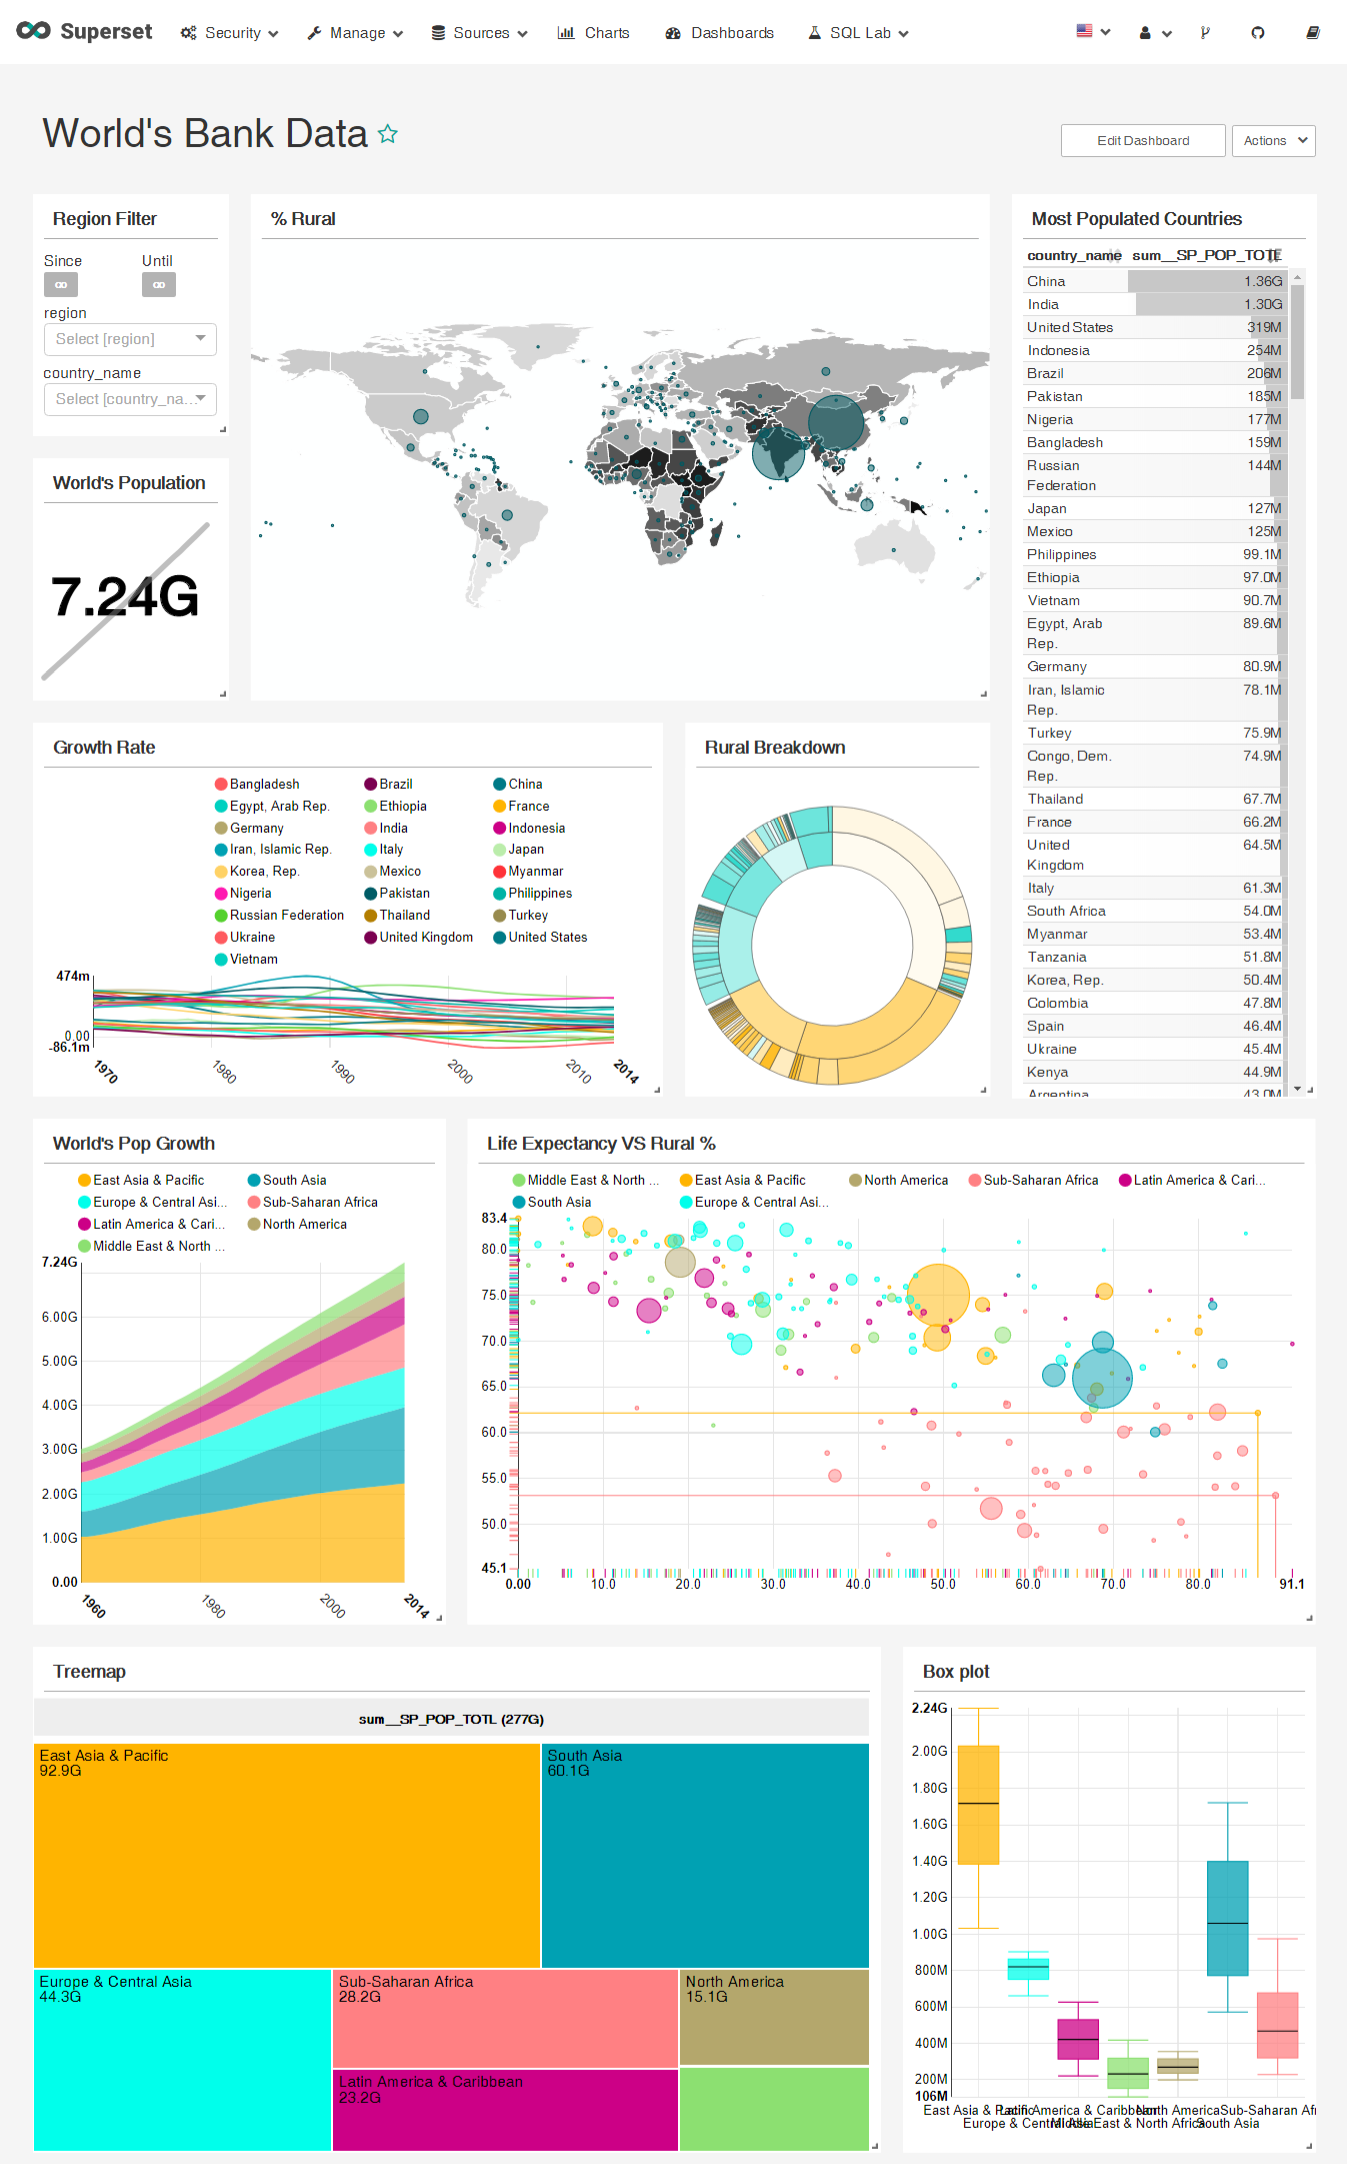 Superset Security Manage Sources Charts Dashboards SQL Lab
World's Bank Data
Edit Dashboard Actions
Region Filter
Since Until
region
Select [region]
country_name
Select [country_na...
World's Population
7.24G
% Rural
Most Populated Countries
country_name sum__SP_POP_TOTL
China 1.36G
India 1.30G
United States 319M
Indonesia 254M
Brazil 206M
Pakistan 185M
Nigeria 177M
Bangladesh 159M
Russian 144M
Federation
Japan 127M
Mexico 125M
Philippines 99.1M
Ethiopia 97.0M
Vietnam 90.7M
Egypt, Arab 89.6M
Rep.
Germany 80.9M
Iran, Islamic 78.1M
Rep.
Turkey 75.9M
Congo, Dem. 74.9M
Rep.
Thailand 67.7M
France 66.2M
United 64.5M
Kingdom
Italy 61.3M
South Africa 54.0M
Myanmar 53.4M
Tanzania 51.8M
Korea, Rep. 50.4M
Colombia 47.8M
Spain 46.4M
Ukraine 45.4M
Kenya 44.9M
Argentina 43.0M
Growth Rate
Bangladesh Brazil China
Egypt, Arab Rep. Ethiopia France
Germany India Indonesia
Iran, Islamic Rep. Italy Japan
Korea, Rep. Mexico Myanmar
Nigeria Pakistan Philippines
Russian Federation Thailand Turkey
Ukraine United Kingdom United States
Vietnam
474m
0.00
-86.1m
1970 1980 1990 2000 2010 2014
Rural Breakdown
World's Pop Growth
East Asia & Pacific South Asia
Europe & Central Asi... Sub-Saharan Africa
Latin America & Cari... North America
Middle East & North ...
7.24G
6.00G
5.00G
4.00G
3.00G
2.00G
1.00G
0.00
1960 1980 2000 2014
Life Expectancy VS Rural %
Middle East & North ... East Asia & Pacific North America Sub-Saharan Africa Latin America & Cari...
South Asia Europe & Central Asi...
83.4
80.0
75.0
70.0
65.0
60.0
55.0
50.0
45.1
0.00 10.0 20.0 30.0 40.0 50.0 60.0 70.0 80.0 91.1
Treemap
sum__SP_POP_TOTL (277G)
East Asia & Pacific
92.9G
South Asia
60.1G
Europe & Central Asia
44.3G
Sub-Saharan Africa
28.2G
North America
15.1G
Latin America & Caribbean
23.2G
Box plot
2.24G
2.00G
1.80G
1.60G
1.40G
1.20G
1.00G
800M
600M
400M
200M
106M
East Asia & Pacific Latin America & Caribbean North America Sub-Saharan Afri
Europe & Central Asia Middle East & North Africa South Asia